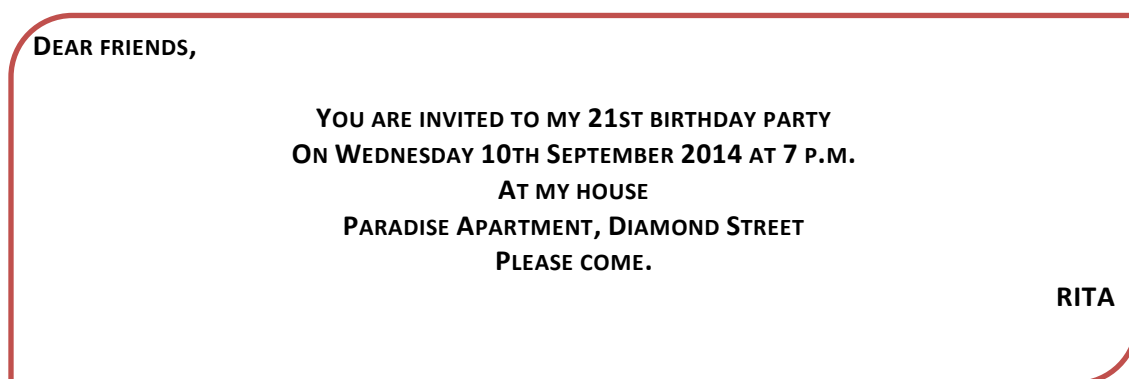 DEAR FRIENDS,
YOU ARE INVITED TO MY 21ST BIRTHDAY PARTY
ON WEDNESDAY 10TH SEPTEMBER 2014 AT 7 P.M.
AT MY HOUSE
PARADISE APARTMENT, DIAMOND STREET
PLEASE COME.
RITA